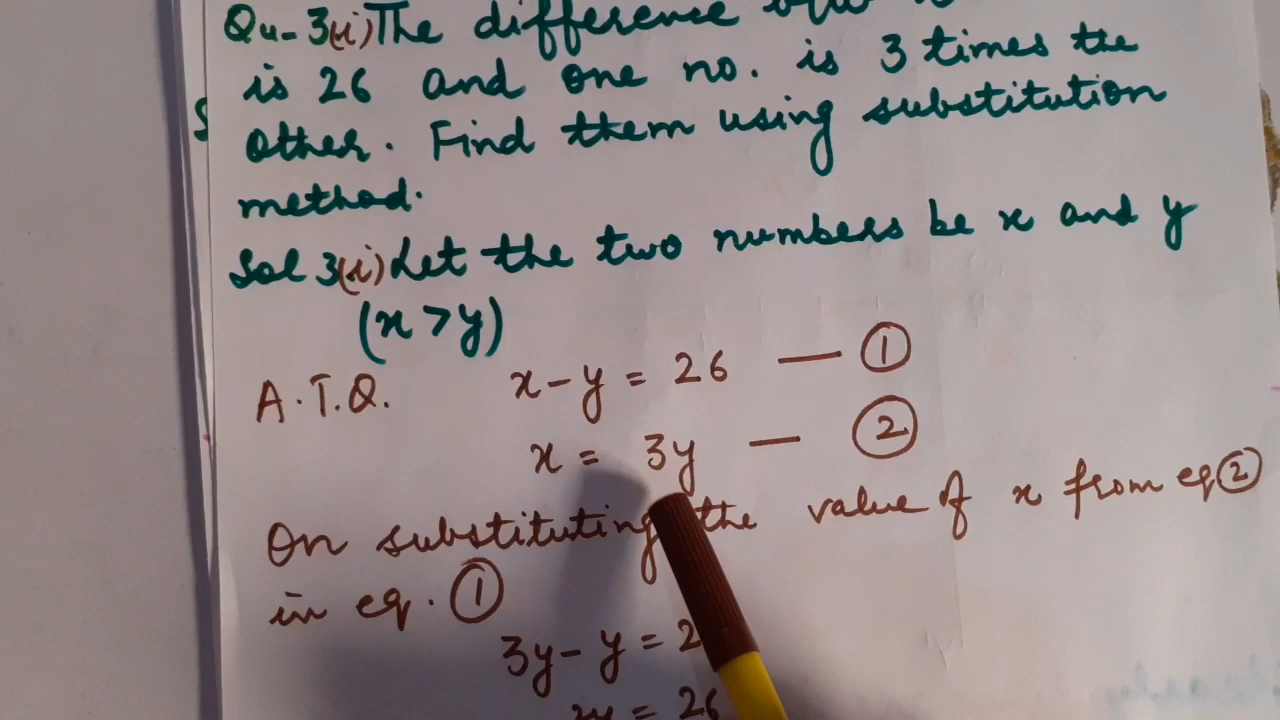 Qu-3(i) The difference
is 26 and one no. is 3 times the
other. Find them using substitution
method.
Sol 3(i) Let the two numbers be x and y
(x > y)
A.T.Q. x - y = 26 — ①
x = 3y — ②
On substituting the value of x from eq ②
in eq. ①
3y - y = 2
2y = 26